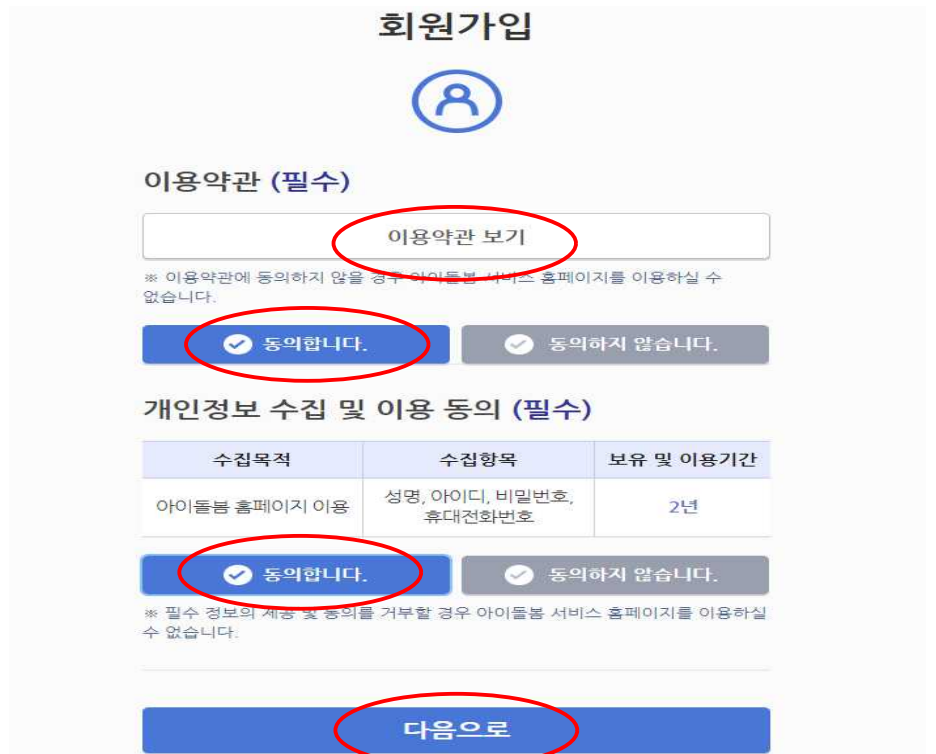 회원가입
이용약관 (필수)
이용약관 보기
※ 이용약관에 동의하지 않을 경우 아이돌봄 서비스 홈페이지를 이용하실 수
없습니다.
동의합니다.
동의하지 않습니다.
개인정보 수집 및 이용 동의 (필수)
수집목적 수집항목 보유 및 이용기간
아이돌봄 홈페이지 이용 성명, 아이디, 비밀번호, 2년
휴대전화번호
동의합니다.
동의하지 않습니다.
※ 필수 정보의 제공 및 동의를 거부할 경우 아이돌봄 서비스 홈페이지를 이용하실
수 없습니다.
다음으로